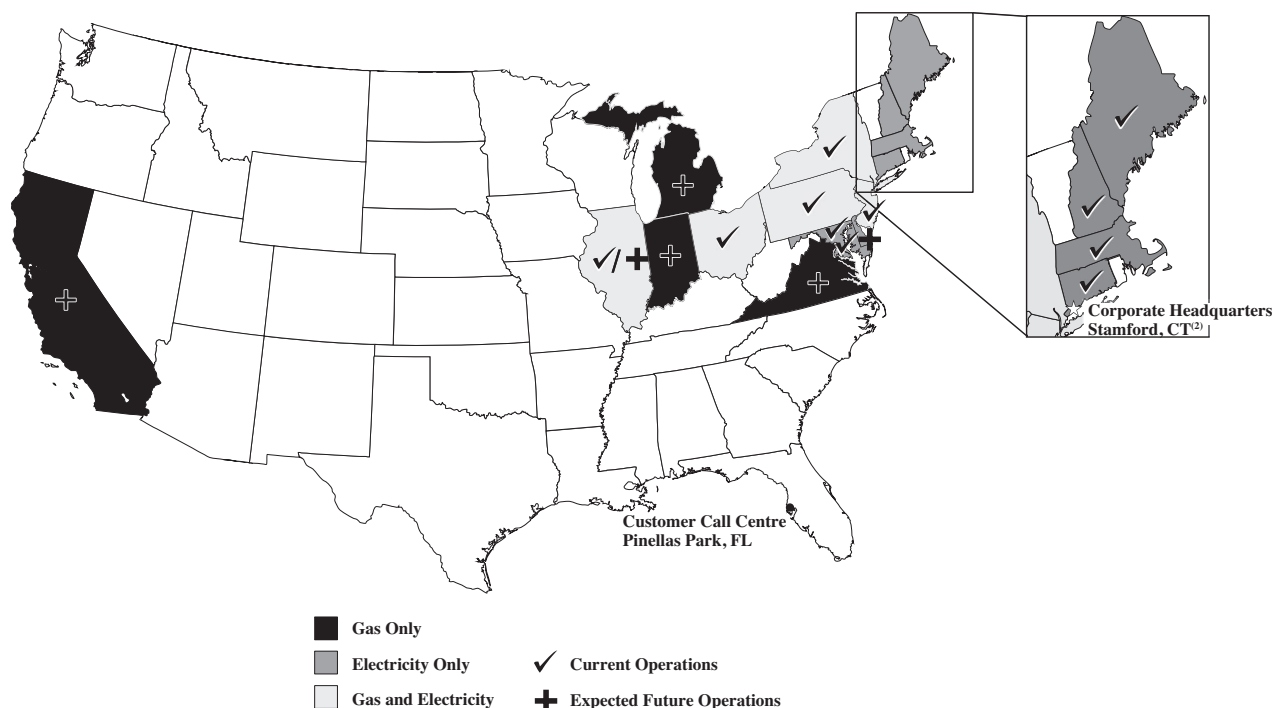 Corporate Headquarters
Stamford, CT(2)
Customer Call Centre
Pinellas Park, FL
Gas Only
Electricity Only
Current Operations
Gas and Electricity
Expected Future Operations